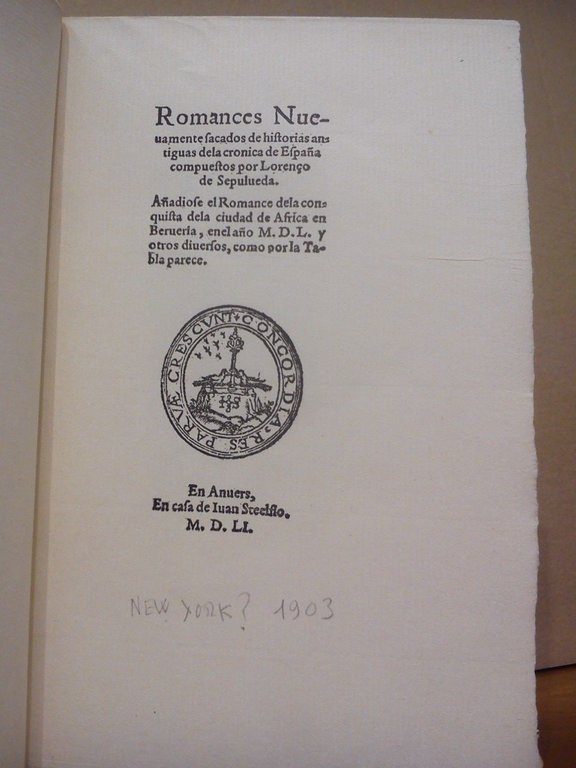 Romances Nue-
uamente ſacados de hiſtorias an=
tiguas dela cronica de Eſpaña
compueſtos por Lorenço
de Sepulueda.
Añadioſe el Romance dela con=
quiſta dela ciudad de Africa en
Berueria, enel año M.D.L. y
otros diuerſos, como por la Ta-
bla parece.
CONCORDIA. RES PARVÆ CRESCVNT
En Anuers,
En caſa de Iuan Steelſio.
M. D. LI.
NEW YORK? 1903